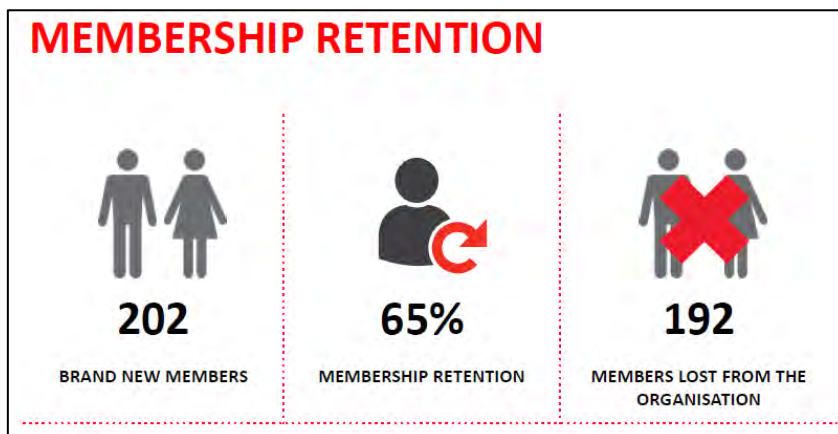 MEMBERSHIP RETENTION
202
BRAND NEW MEMBERS
65%
MEMBERSHIP RETENTION
192
MEMBERS LOST FROM THE
ORGANISATION